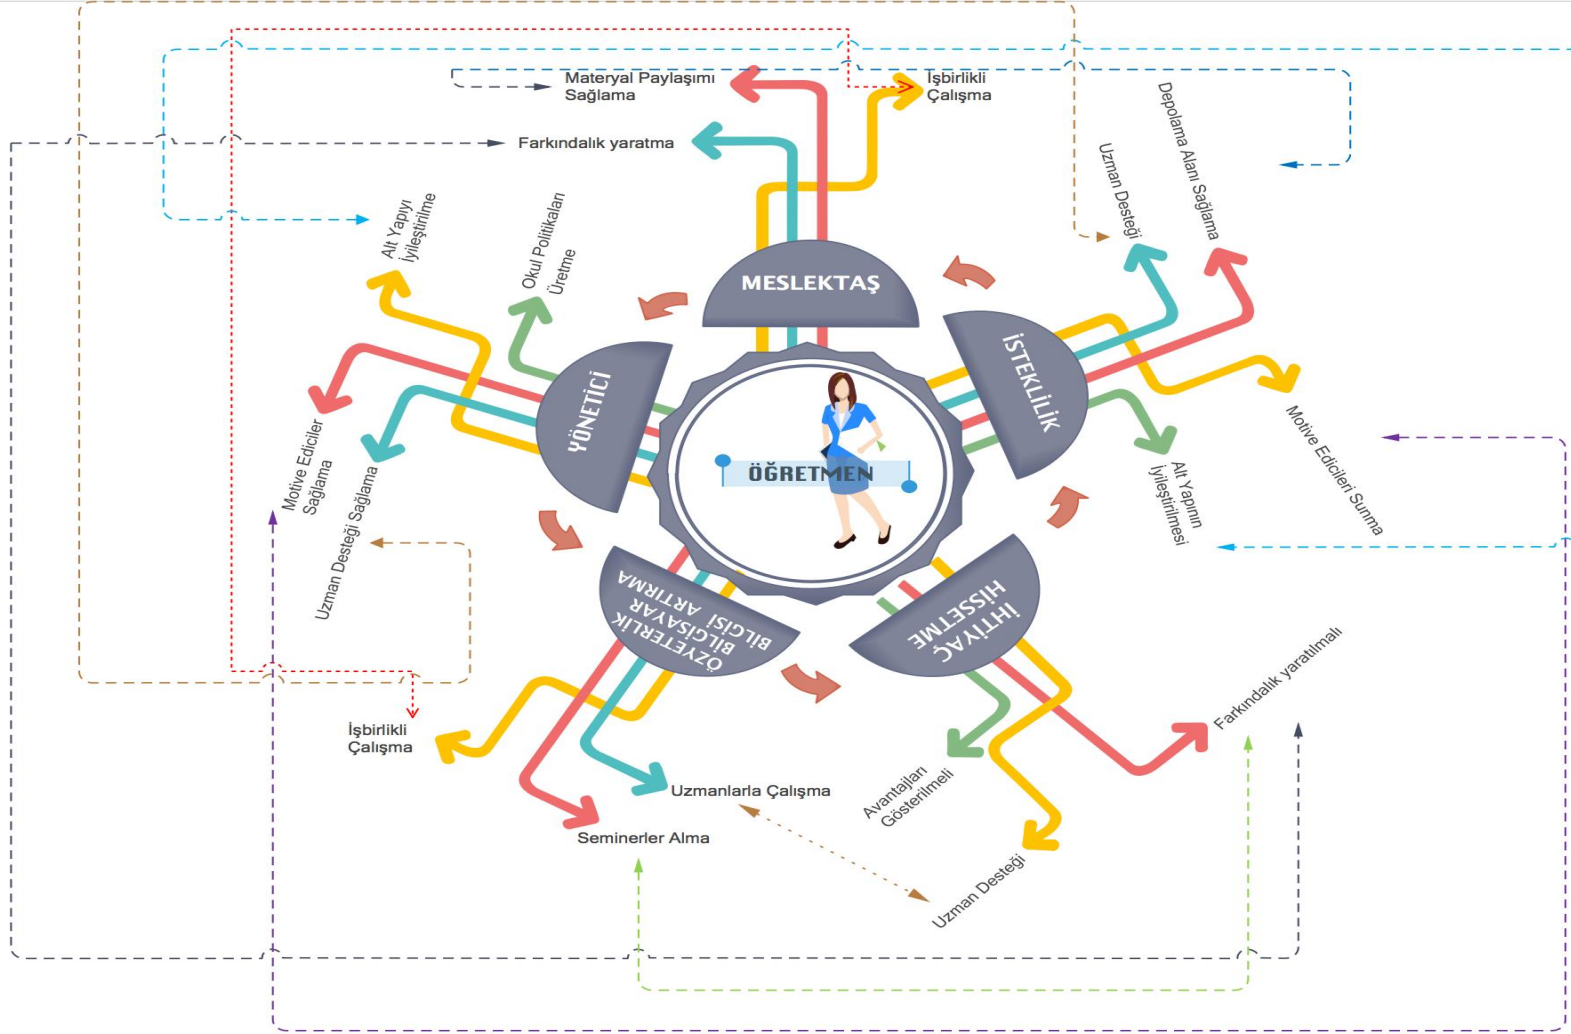 Materyal Paylaşımı
Sağlama
İşbirlikli
Çalışma
Farkındalık yaratma
Depolama Alanı Sağlama
Uzman Desteği
Alt Yapıyı
İyileştirilme
Okul Politikaları
Üretme
MESLEKTAŞ
İSTEKLİLİK
YÖNETİCİ
ÖĞRETMEN
Motive Ediciler
Sağlama
Uzman Desteği Sağlama
Motive Edicileri Sunma
Alt Yapının
İyileştirilmesi
ÖZYETERLİK
BİLGİSAYAR
BİLGİSİ ARTIRMA
İHTİYAÇ
HİSSETME
Farkındalık yaratılmalı
İşbirlikli
Çalışma
Uzmanlarla Çalışma
Avantajları
Gösterilmeli
Seminerler Alma
Uzman Desteği